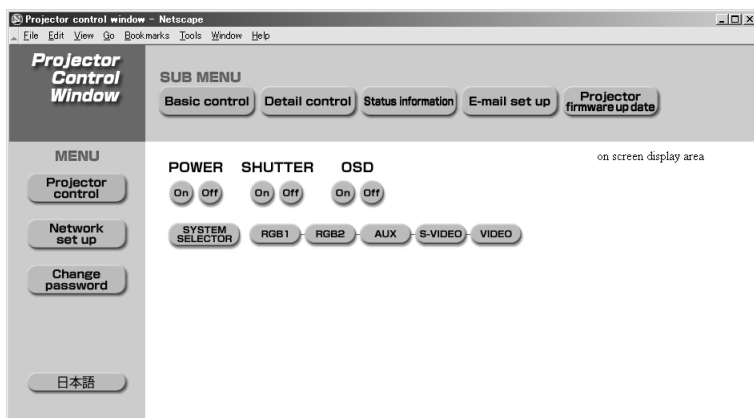 Projector control window - Netscape
File Edit View Go Bookmarks Tools Window Help
Projector
Control
Window
SUB MENU
Basic control Detail control Status information E-mail set up Projector
firmware up date
MENU
Projector
control
Network
set up
Change
password
日本語
POWER SHUTTER OSD
on screen display area
On Off On Off On Off
SYSTEM
SELECTOR
RGB1 RGB2 AUX S-VIDEO VIDEO